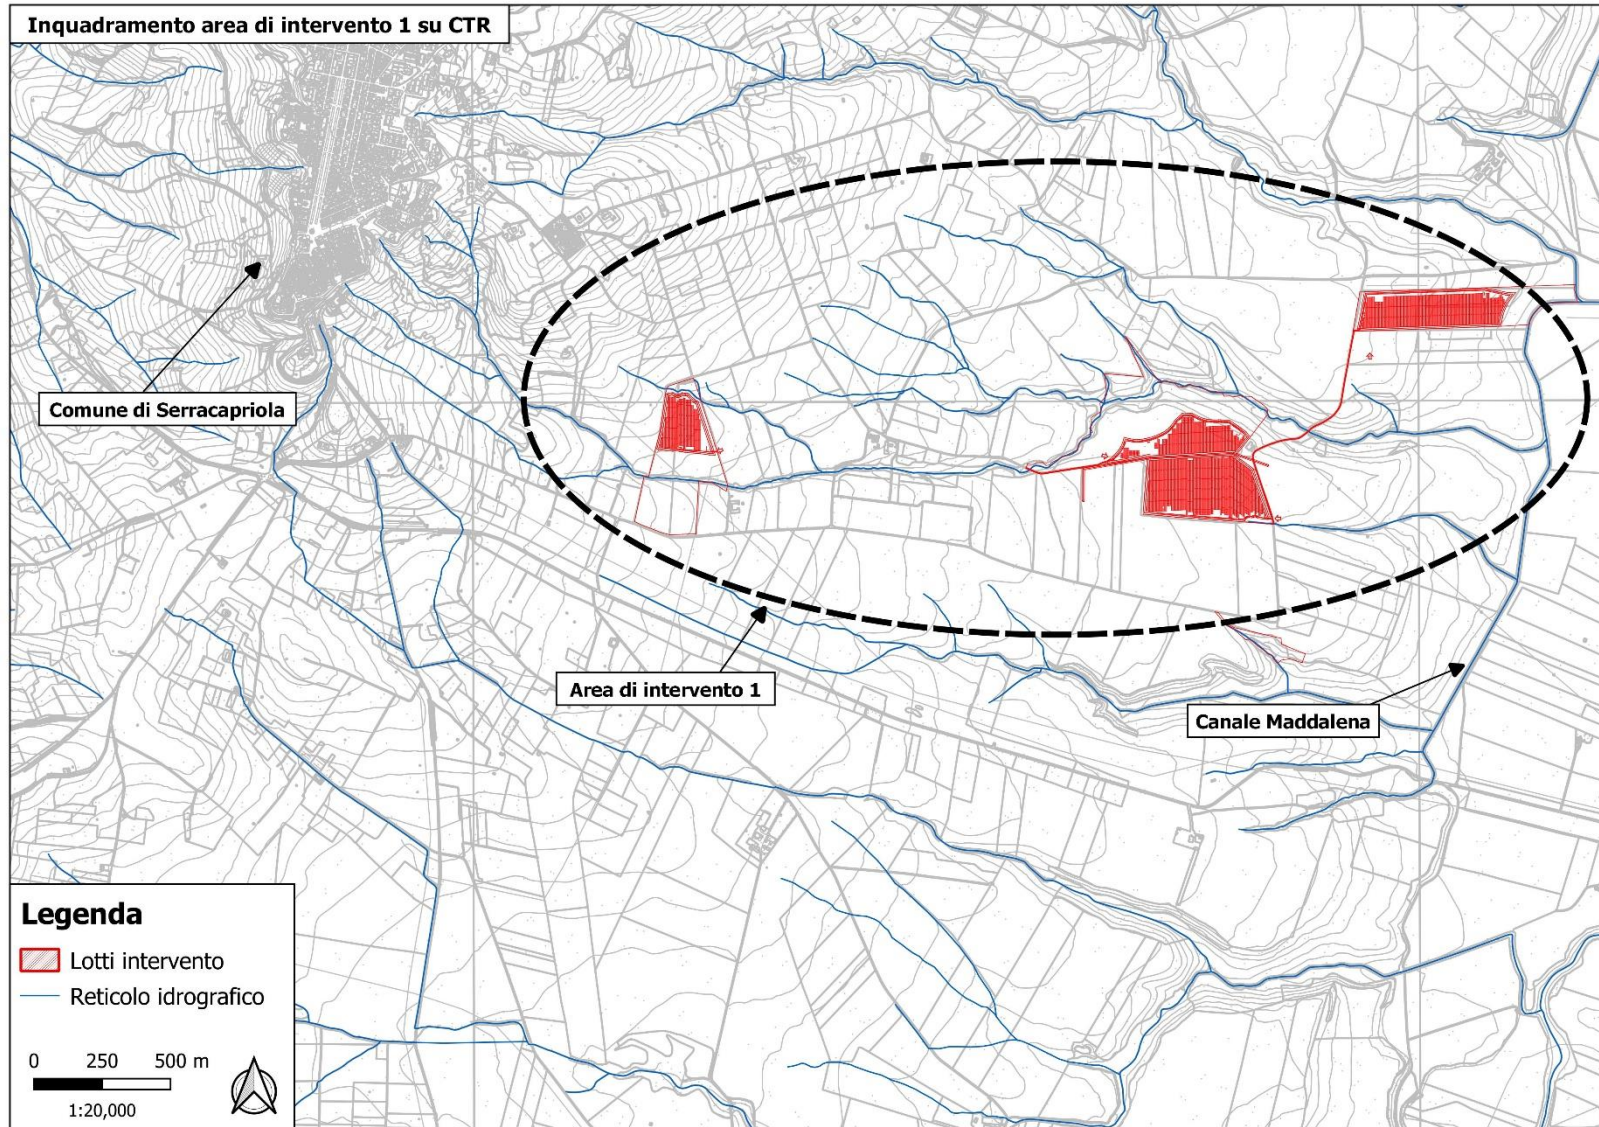 Inquadramento area di intervento 1 su CTR
Comune di Serracapriola
Area di intervento 1
Canale Maddalena
Legenda
Lotti intervento
Reticolo idrografico
0 250 500 m
1:20,000